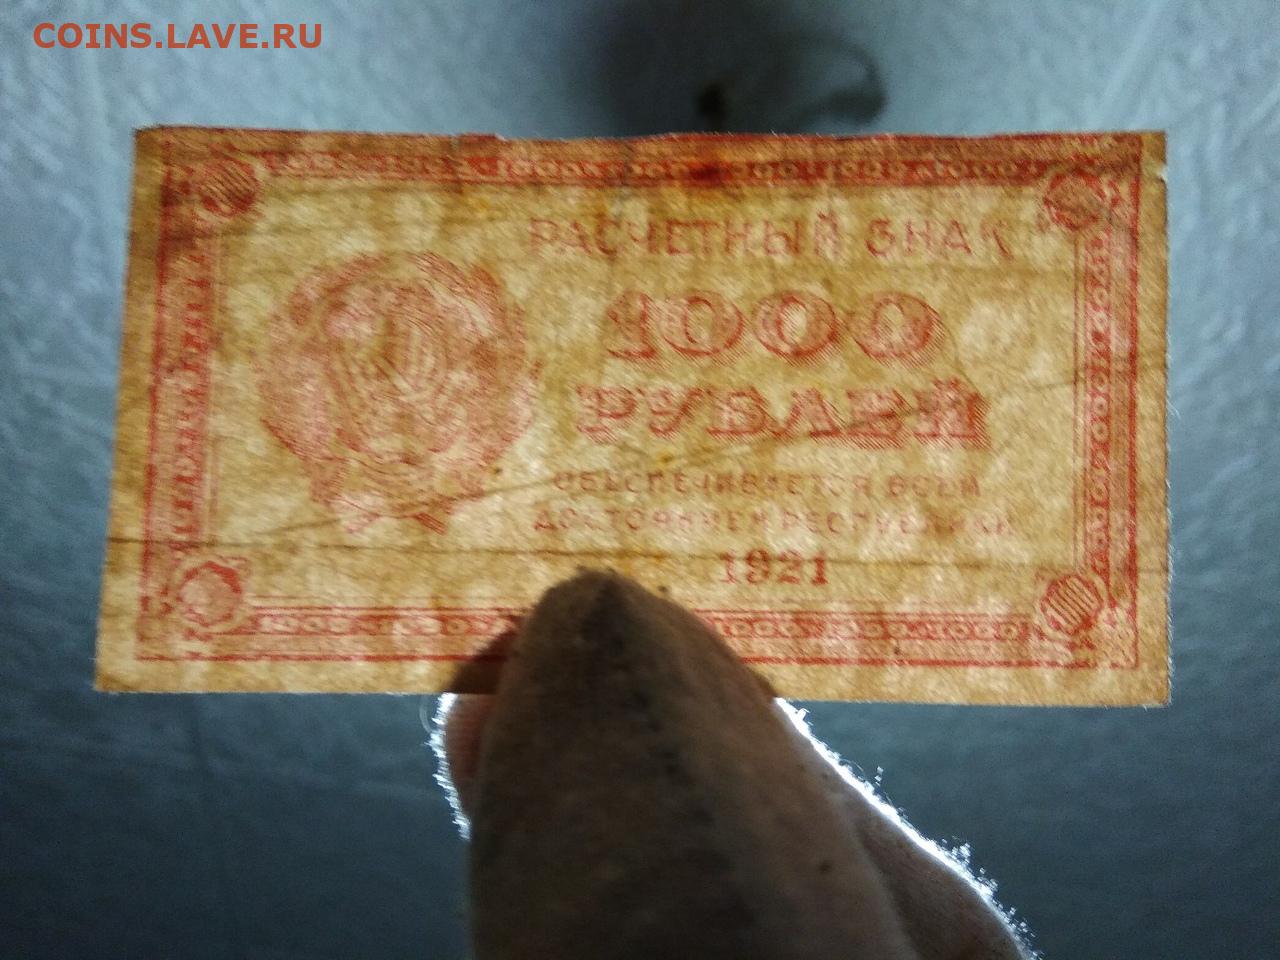 COINS.LAVE.RU
РАСЧЕТНЫЙ ЗНАК
1000
РУБЛЕЙ
ОБЕСПЕЧИВАЕТСЯ ВСЕМ
ДОСТОЯНИЕМ РЕСПУБЛИКИ
1921